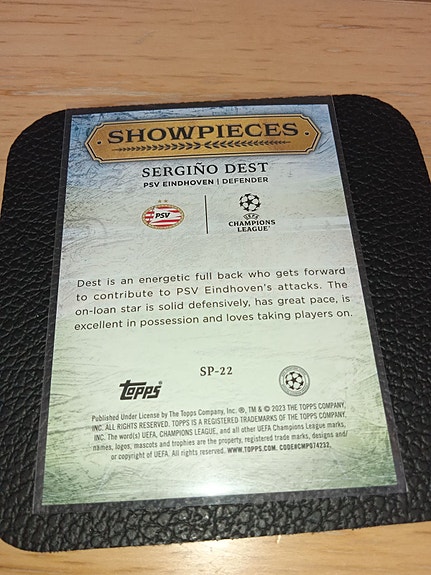 SHOWPIECES
SERGIÑO DEST
PSV EINDHOVEN | DEFENDER
PSV
UEFA
CHAMPIONS
LEAGUE
Dest is an energetic full back who gets forward
to contribute to PSV Eindhoven's attacks. The
on-loan star is solid defensively, has great pace, is
excellent in possession and loves taking players on.
SP-22
Topps
Published Under License by The Topps Company, Inc. ®, TM & © 2023 THE TOPPS COMPANY,
INC. ALL RIGHTS RESERVED. TOPPS IS A REGISTERED TRADEMARKS OF THE TOPPS COMPANY,
INC. The word(s) UEFA, CHAMPIONS LEAGUE, and all other UEFA Champions League marks,
names, logos, mascots and trophies are the property, registered trade marks, designs and/
or copyright of UEFA. All rights reserved. WWW.TOPPS.COM. CODE#CMP074232.